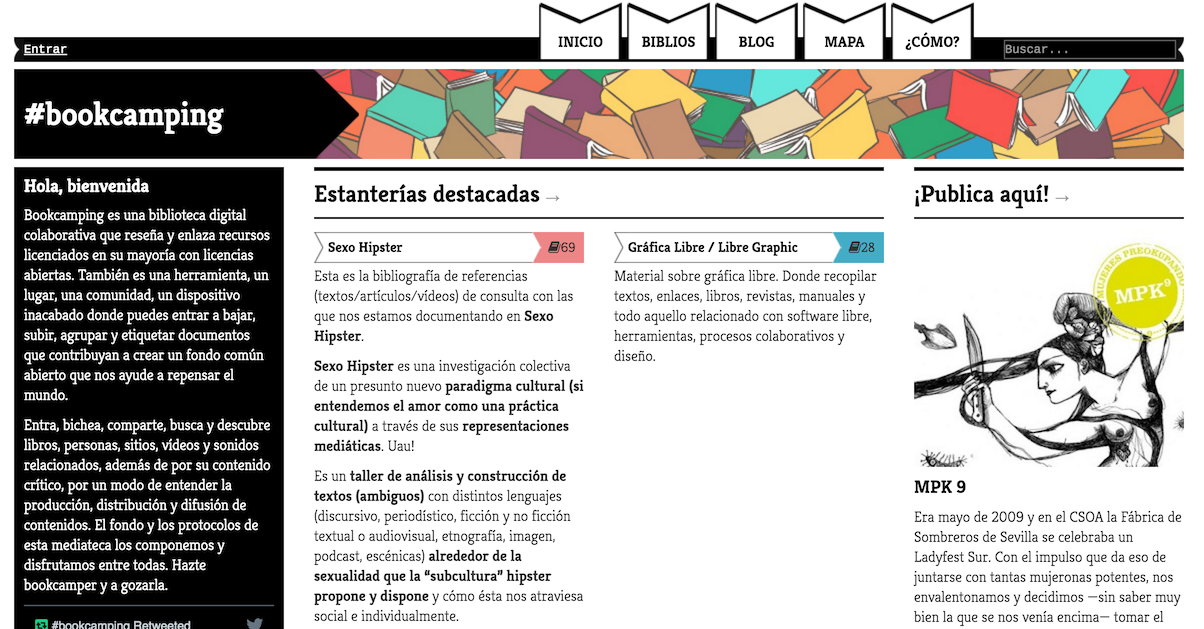 INICIO
BIBLIOS
BLOG
MAPA
¿CÓMO?
Entrar
Buscar...
#bookcamping
Hola, bienvenida
Bookcamping es una biblioteca digital
colaborativa que reseña y enlaza recursos
licenciados en su mayoría con licencias
abiertas. También es una herramienta, un
lugar, una comunidad, un dispositivo
inacabado donde puedes entrar a bajar,
subir, agrupar y etiquetar documentos
que contribuyan a crear un fondo común
abierto que nos ayude a repensar el
mundo.
Entra, bichea, comparte, busca y descubre
libros, personas, sitios, vídeos y sonidos
relacionados, además de por su contenido
crítico, por un modo de entender la
producción, distribución y difusión de
contenidos. El fondo y los protocolos de
esta mediateca los componemos y
disfrutamos entre todas. Hazte
bookcamper y a gozarla.
#bookcamping Retweeted
Estanterías destacadas →
Sexo Hipster
69
Esta es la bibliografía de referencias
(textos/artículos/vídeos) de consulta con las
que nos estamos documentando en Sexo
Hipster.
Sexo Hipster es una investigación colectiva
de un presunto nuevo paradigma cultural (si
entendemos el amor como una práctica
cultural) a través de sus representaciones
mediáticas. Uau!
Es un taller de análisis y construcción de
textos (ambiguos) con distintos lenguajes
(discursivo, periodístico, ficción y no ficción
textual o audiovisual, etnografía, imagen,
podcast, escénicas) alrededor de la
sexualidad que la “subcultura” hipster
propone y dispone y cómo ésta nos atraviesa
social e individualmente.
Gráfica Libre / Libre Graphic
28
Material sobre gráfica libre. Donde recopilar
textos, enlaces, libros, revistas, manuales y
todo aquello relacionado con software libre,
herramientas, procesos colaborativos y
diseño.
¡Publica aquí! →
MUJERES PREOKUPANDO
MPK9
MPK 9
Era mayo de 2009 y en el CSOA la Fábrica de
Sombreros de Sevilla se celebraba un
Ladyfest Sur. Con el impulso que da eso de
juntarse con tantas mujeronas potentes, nos
envalentonamos y decidimos —sin saber muy
bien la que se nos venía encima— tomar el